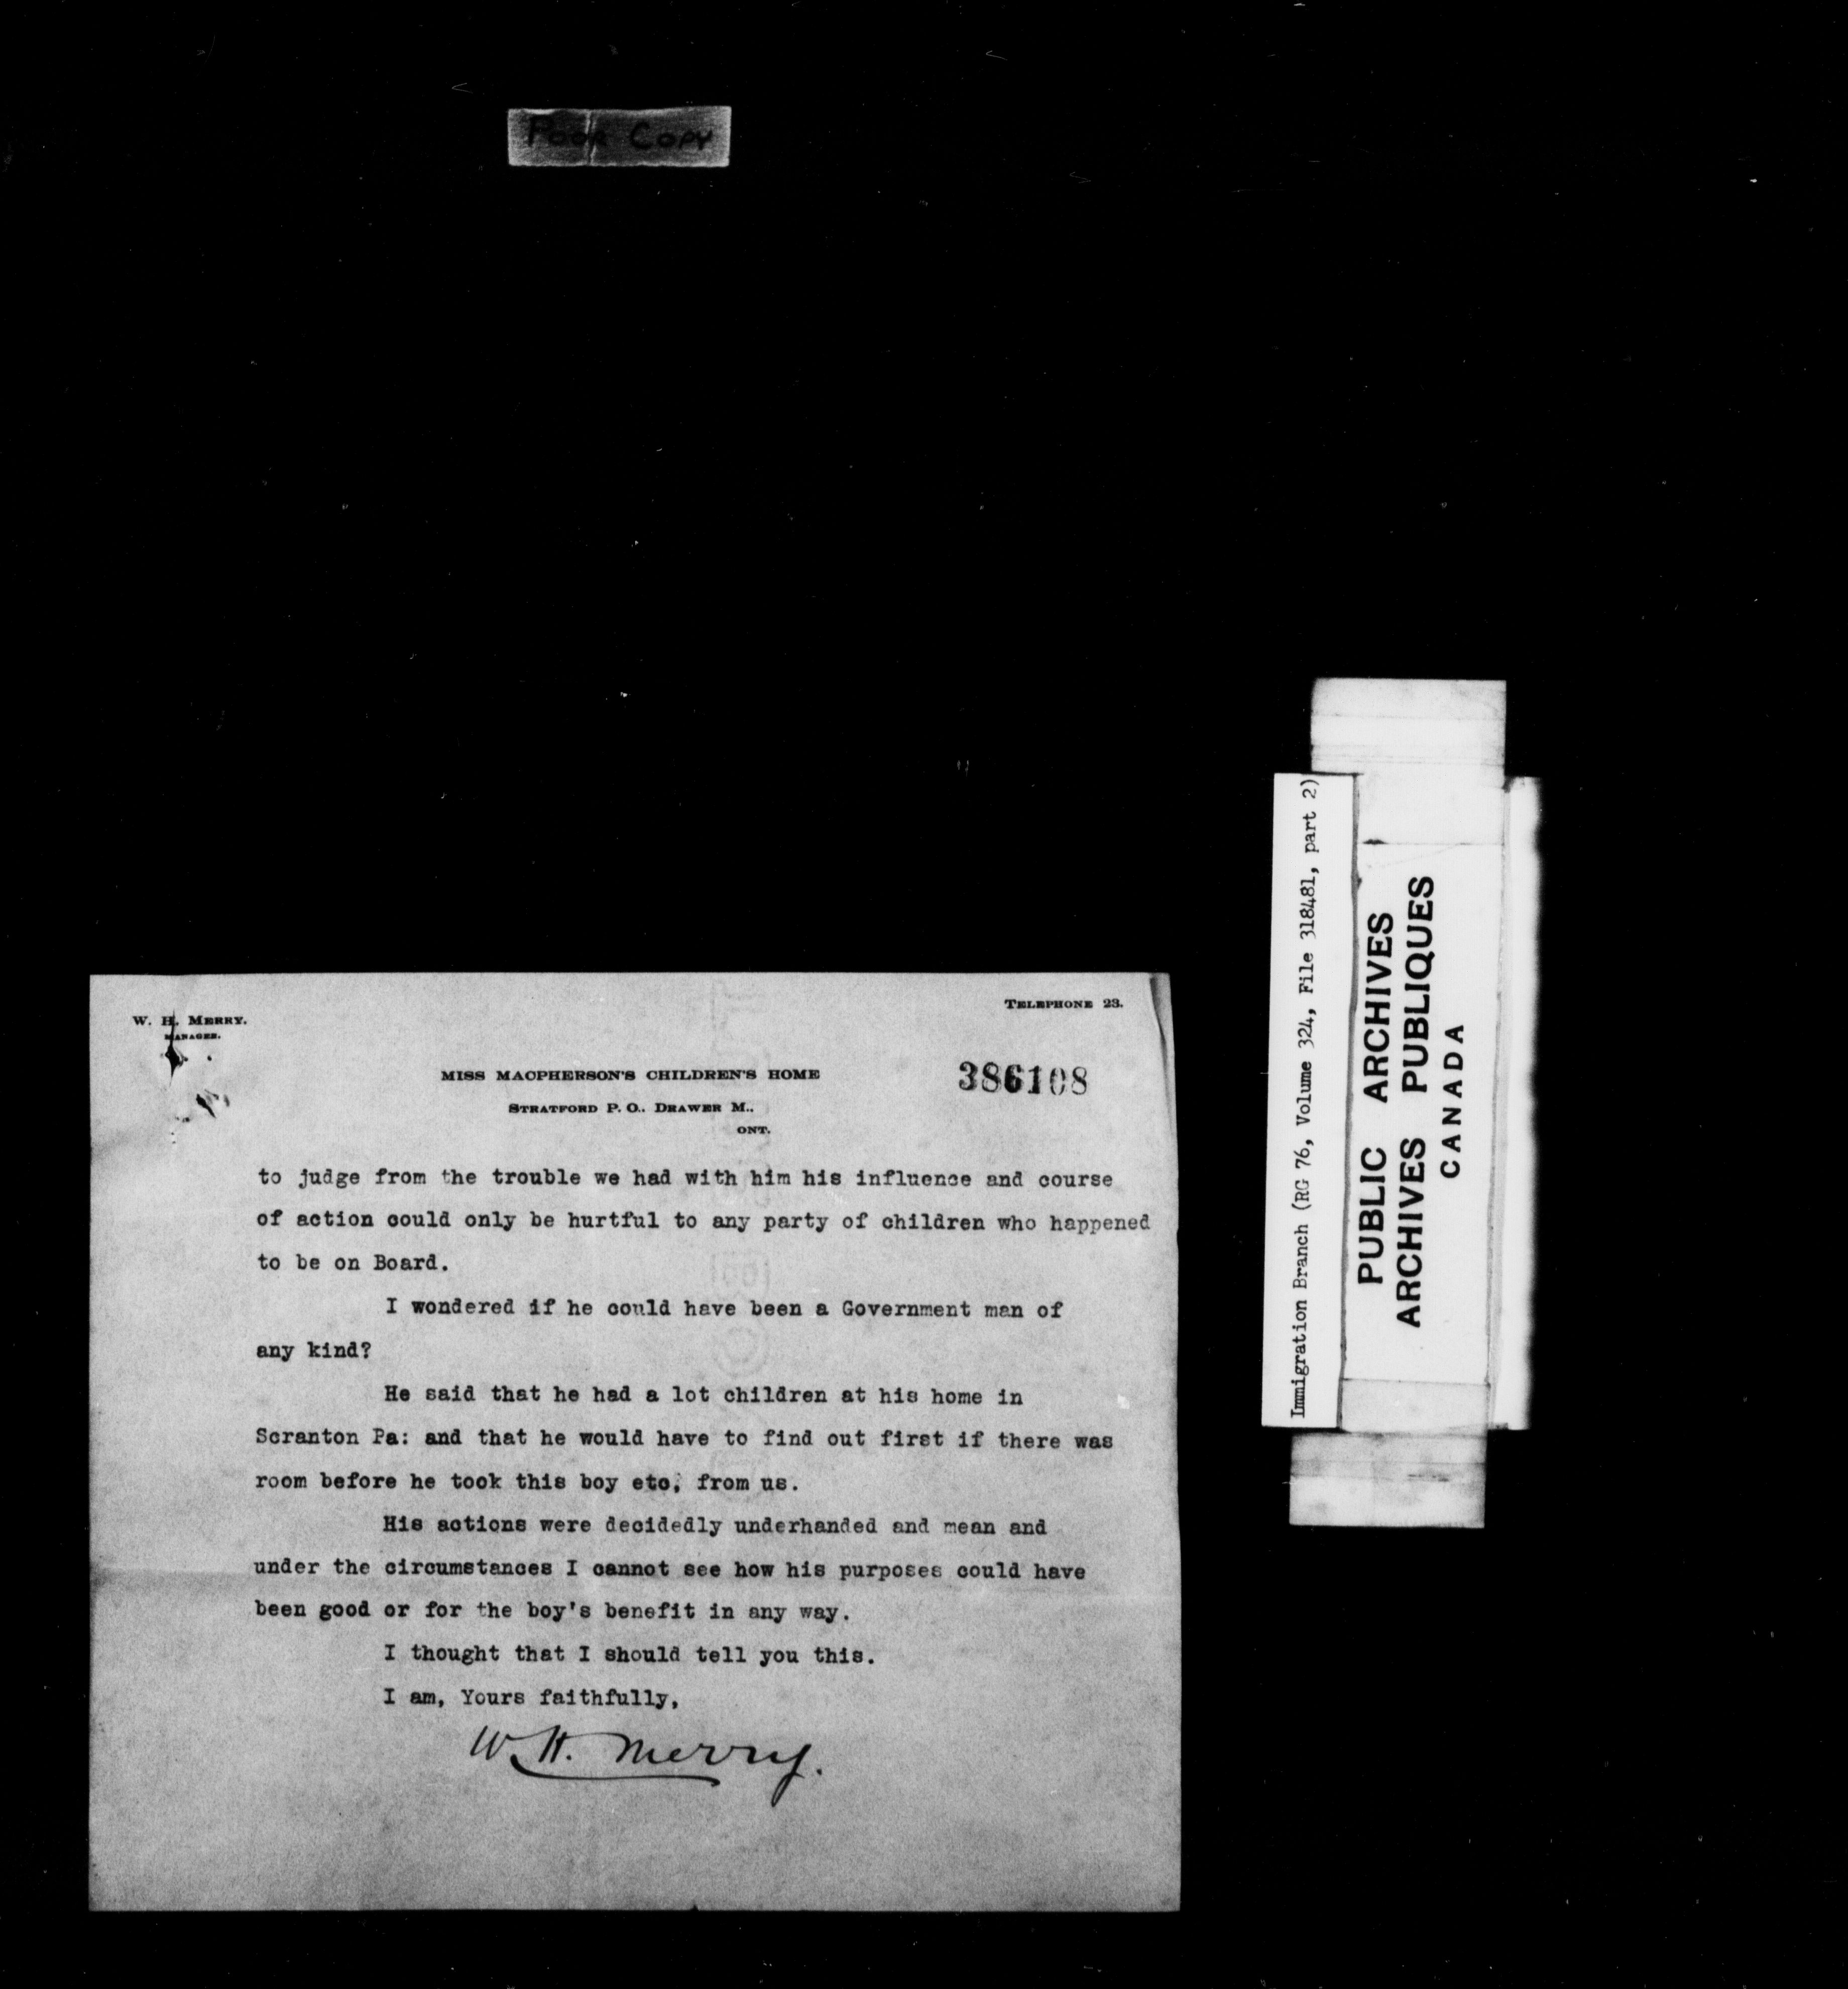 Poor Copy
W. H. Merry.
Manager.
Telephone 23.
MISS MACPHERSON'S CHILDREN'S HOME
386108
Stratford P. O.. Drawer M..
ONT.
to judge from the trouble we had with him his influence and course
of action could only be hurtful to any party of children who happened
to be on Board.
I wondered if he could have been a Government man of
any kind?
He said that he had a lot children at his home in
Scranton Pa: and that he would have to find out first if there was
room before he took this boy etc, from us.
His actions were decidedly underhanded and mean and
under the circumstances I cannot see how his purposes could have
been good or for the boy's benefit in any way.
I thought that I should tell you this.
I am, Yours faithfully,
W. H. Merry.
Immigration Branch (RG 76, Volume 324, File 318481, part 2)
PUBLIC ARCHIVES
ARCHIVES PUBLIQUES
CANADA